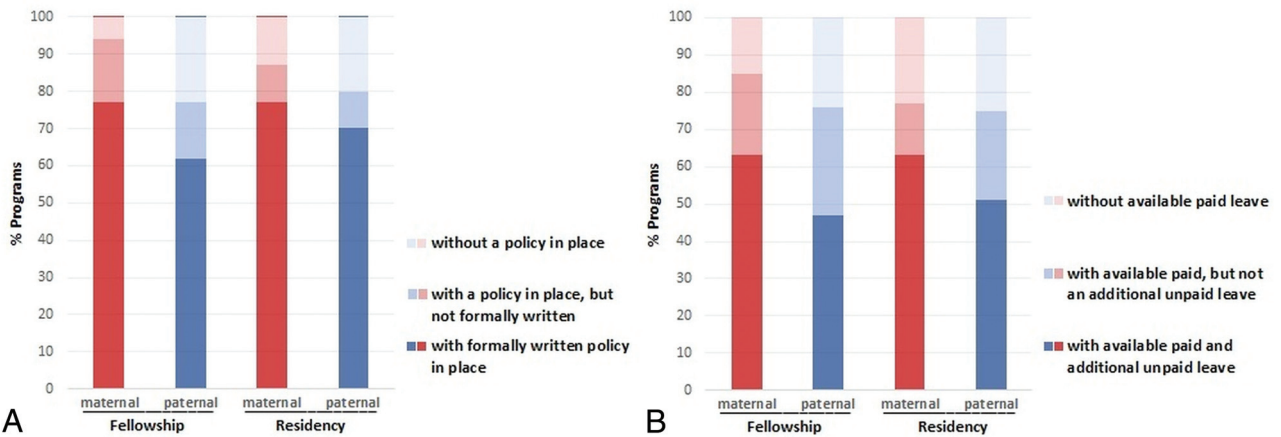 100
90
80
70
60
50
40
30
20
10
0
% Programs
maternal paternal maternal paternal
Fellowship Residency
without a policy in place
with a policy in place, but
not formally written
with formally written policy
in place
A
100
90
80
70
60
50
40
30
20
10
0
% Programs
maternal paternal maternal paternal
Fellowship Residency
without available paid leave
with available paid, but not
an additional unpaid leave
with available paid and
additional unpaid leave
B